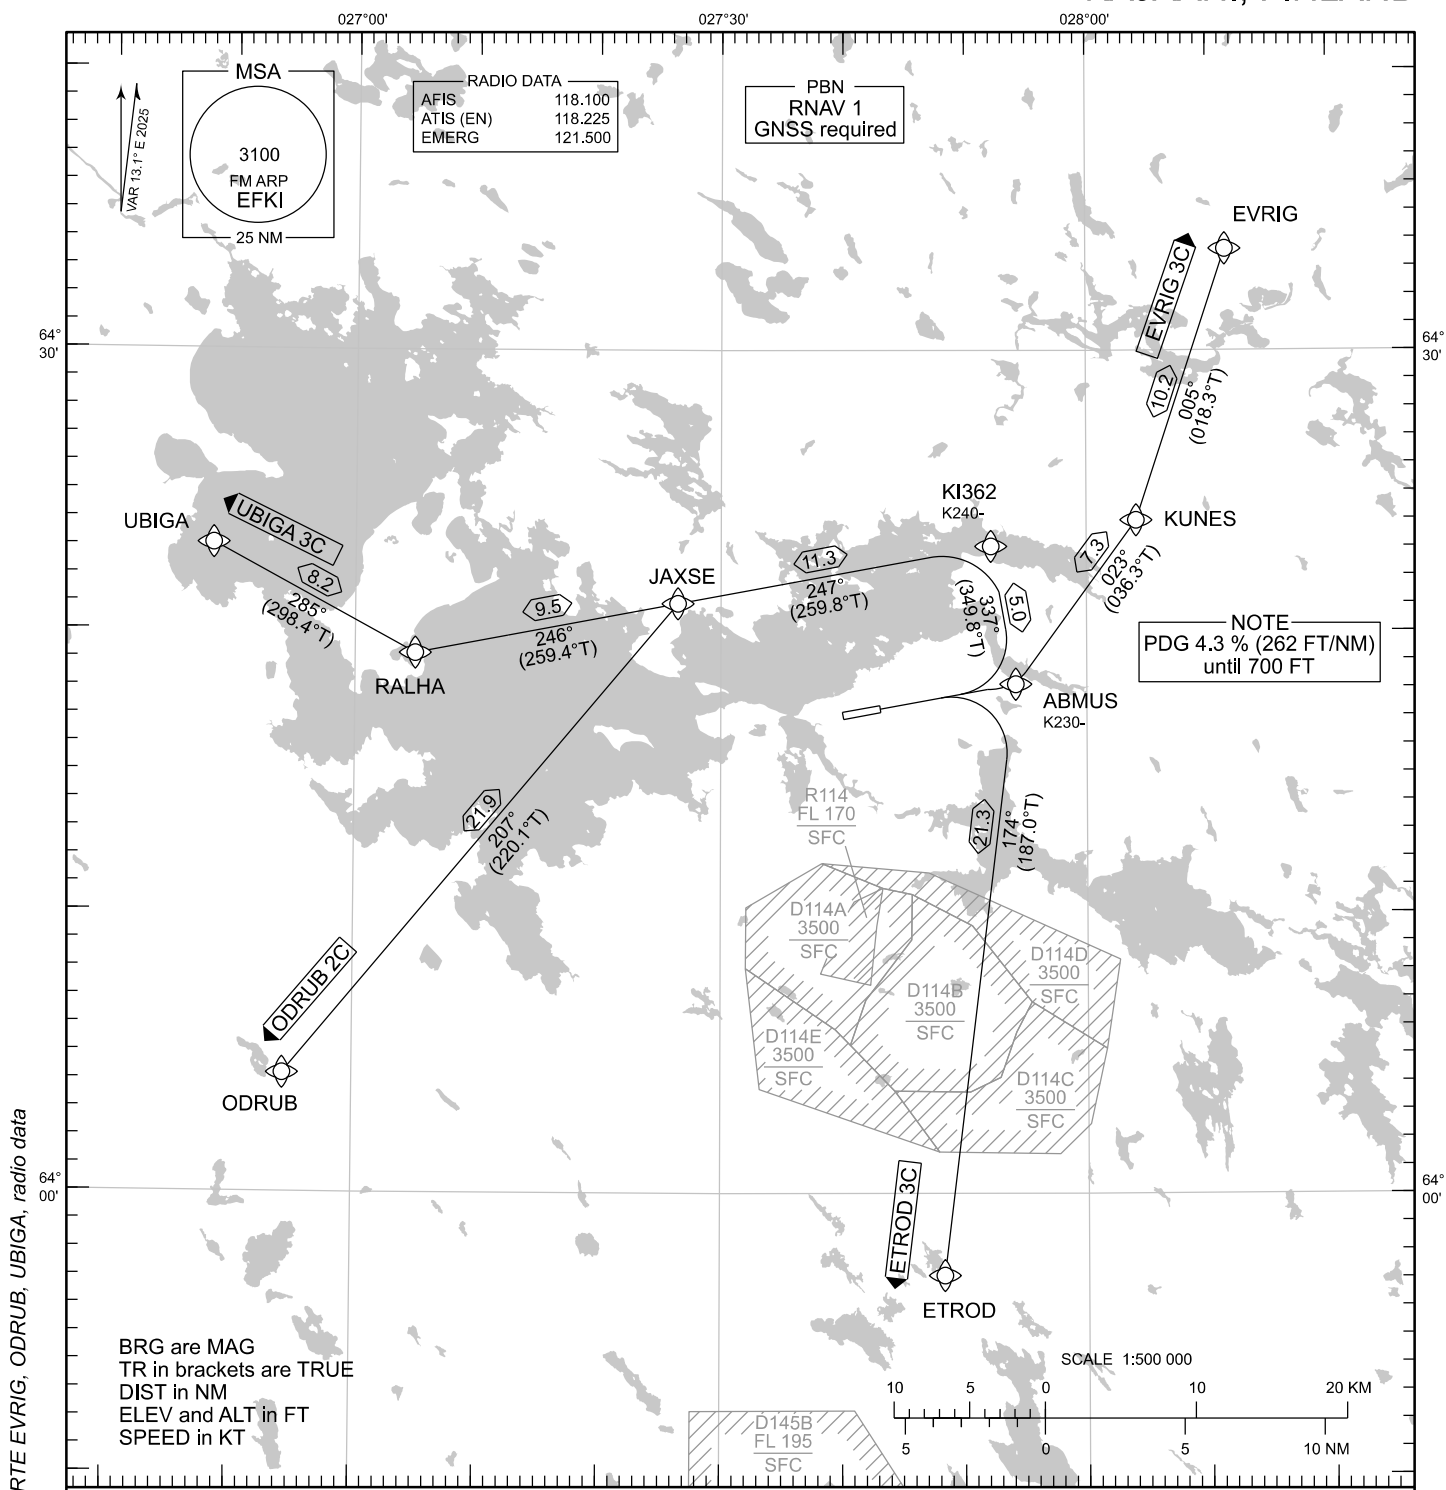 027°00'
027°30'
028°00'
VAR 13.1° E 2025
MSA
3100
FM ARP
EFKI
25 NM
RADIO DATA
AFIS 118.100
ATIS (EN) 118.225
EMERG 121.500
PBN
RNAV 1
GNSS required
EVRIG
EVRIG 3C
64°
30'
64°
30'
10.2
005°
(018.3°T)
KI362
K240-
KUNES
7.3
023°
(036.3°T)
UBIGA
UBIGA 3C
8.2
285°
(298.4°T)
JAXSE
11.3
247°
(259.8°T)
9.5
246°
(259.4°T)
RALHA
337°
(349.8°T)
5.0
NOTE
PDG 4.3 % (262 FT/NM)
until 700 FT
ABMUS
K230-
21.9
207°
(220.1°T)
R114
FL 170
SFC
21.3
174°
(187.0°T)
D114A
3500
SFC
D114D
3500
SFC
D114B
3500
SFC
D114E
3500
SFC
D114C
3500
SFC
ODRUB 2C
ODRUB
64°
00'
64°
00'
ETROD 3C
ETROD
BRG are MAG
TR in brackets are TRUE
DIST in NM
ELEV and ALT in FT
SPEED in KT
SCALE 1:500 000
10 5 0 10 20 KM
5 0 5 10 NM
D145B
FL 195
RTE EVRIG, ODRUB, UBIGA, radio data